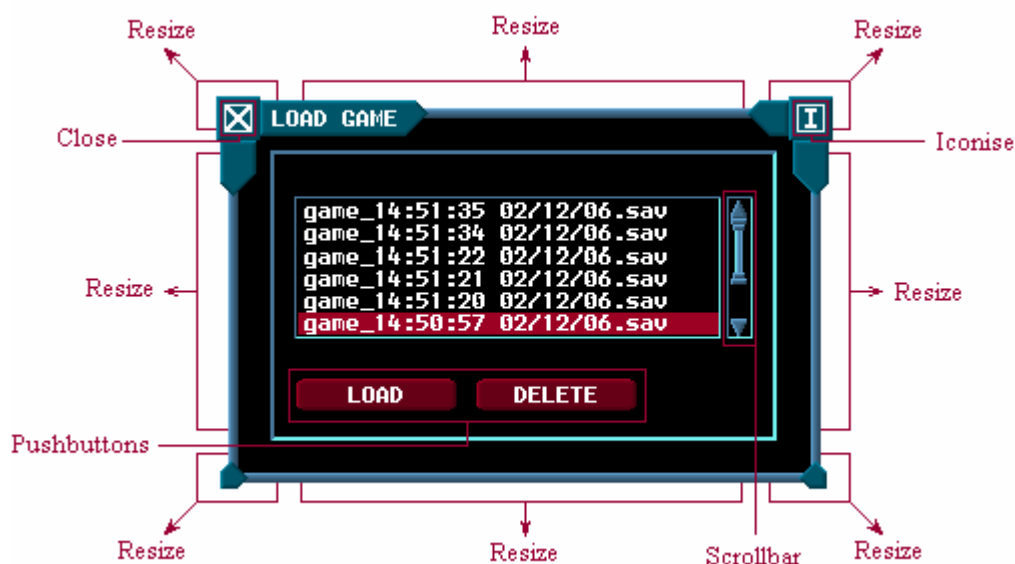 Resize
Resize
Resize
LOAD GAME
I
Close
Iconise
game_14:51:35 02/12/06.sav
game_14:51:34 02/12/06.sav
game_14:51:22 02/12/06.sav
game_14:51:21 02/12/06.sav
game_14:51:20 02/12/06.sav
game_14:50:57 02/12/06.sav
Resize
Resize
LOAD
DELETE
Pushbuttons
Resize
Resize
Scrollbar
Resize